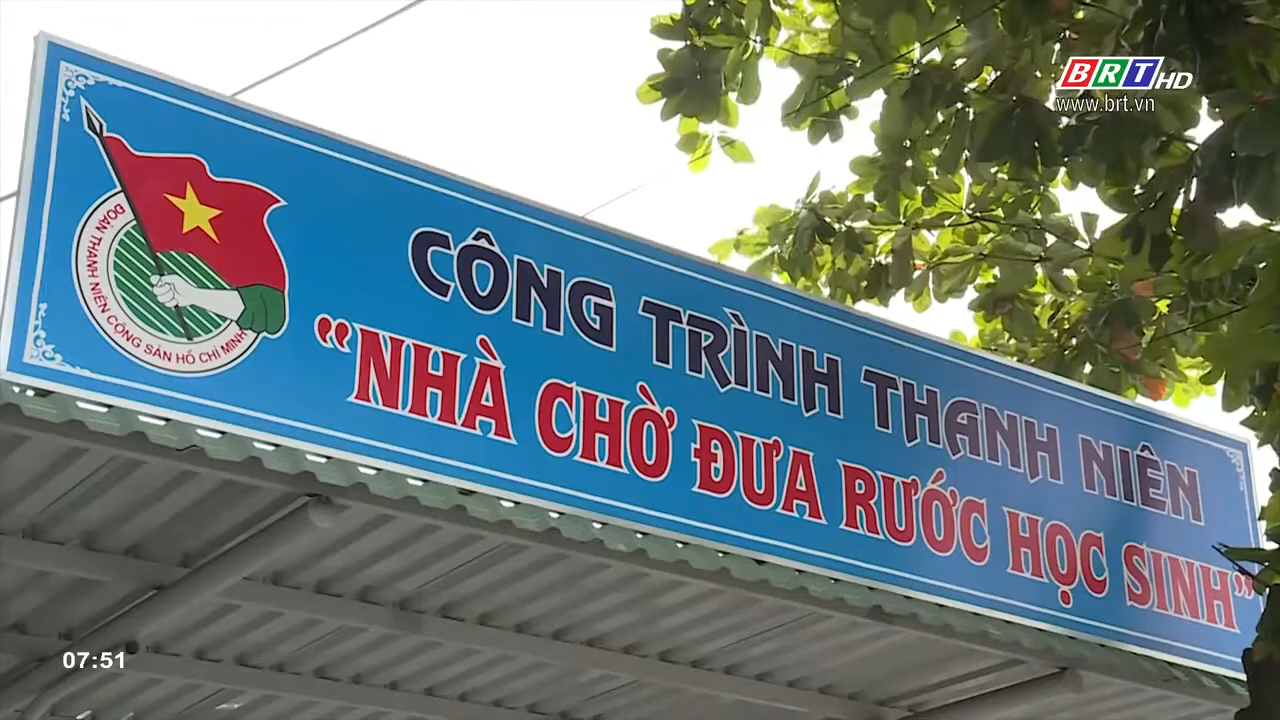 BRT HD
www.brt.vn
ĐOÀN THANH NIÊN CỘNG SẢN HỒ CHÍ MINH
CÔNG TRÌNH THANH NIÊN
“NHÀ CHỜ ĐƯA RƯỚC HỌC SINH”
07:51